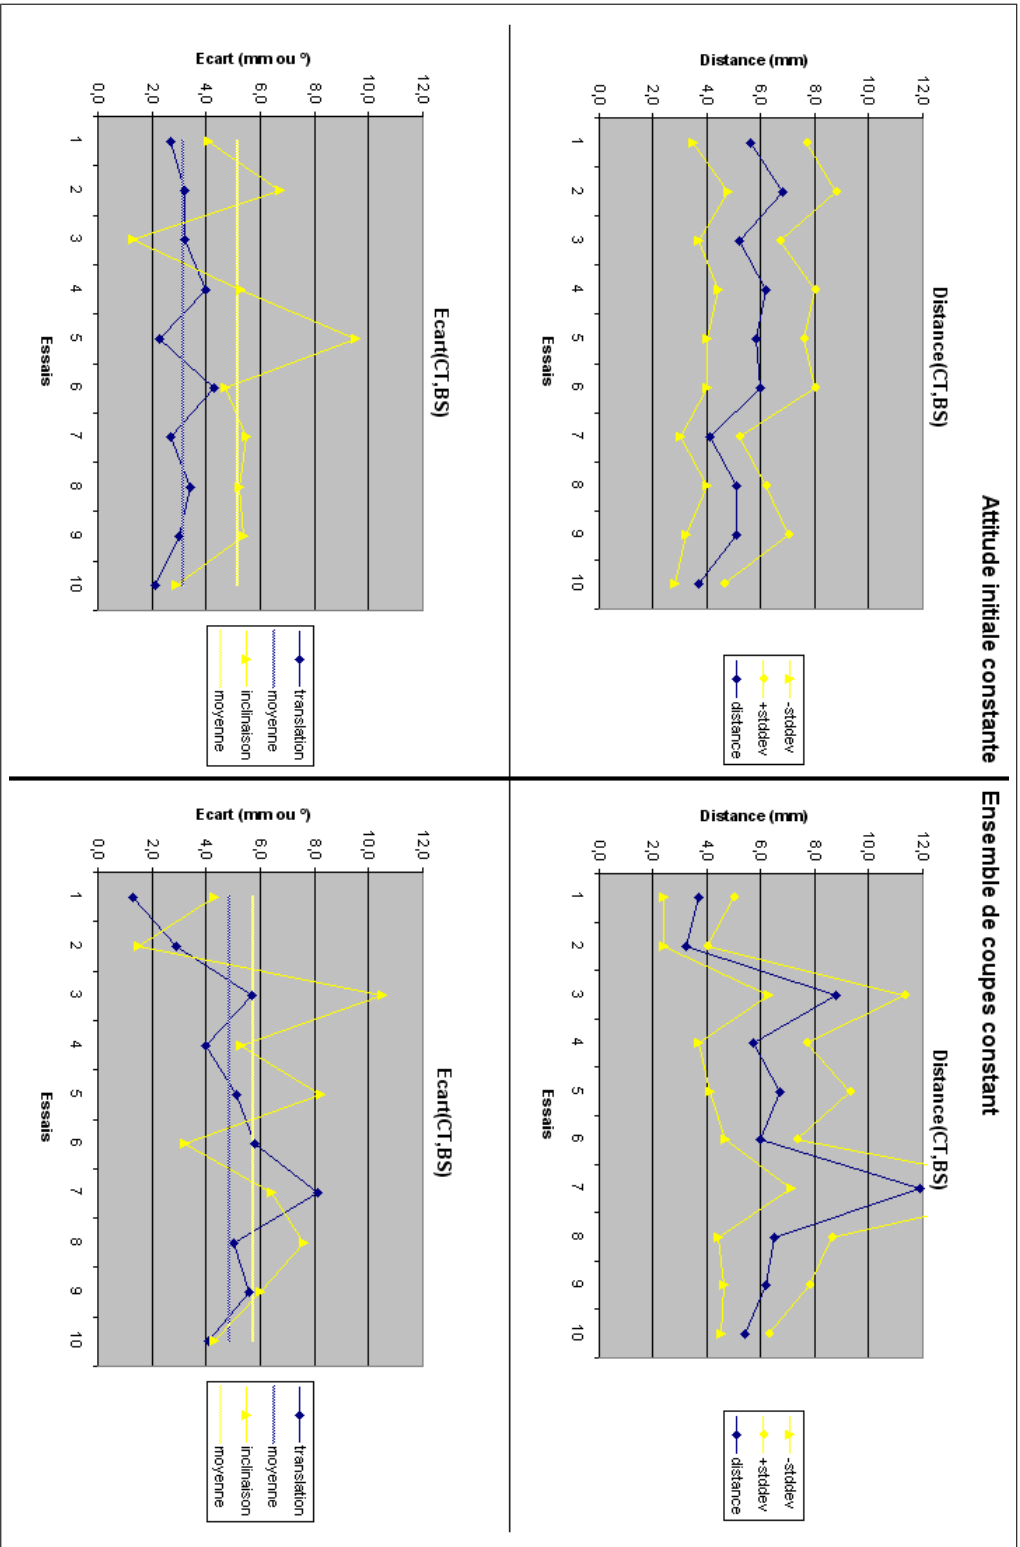 Attitude initiale constante
Ensemble de coupes constant
Distance(CT,BS)
Distance (mm)
12,0
10,0
8,0
6,0
4,0
2,0
0,0
1 2 3 4 5 6 7 8 9 10
Essais
-stddev
+stddev
distance
Distance(CT,BS)
Distance (mm)
12,0
10,0
8,0
6,0
4,0
2,0
0,0
1 2 3 4 5 6 7 8 9 10
Essais
-stddev
+stddev
distance
Ecart(CT,BS)
Ecart (mm ou °)
12,0
10,0
8,0
6,0
4,0
2,0
0,0
1 2 3 4 5 6 7 8 9 10
Essais
translation
moyenne
inclinaison
moyenne
Ecart(CT,BS)
Ecart (mm ou °)
12,0
10,0
8,0
6,0
4,0
2,0
0,0
1 2 3 4 5 6 7 8 9 10
Essais
translation
moyenne
inclinaison
moyenne